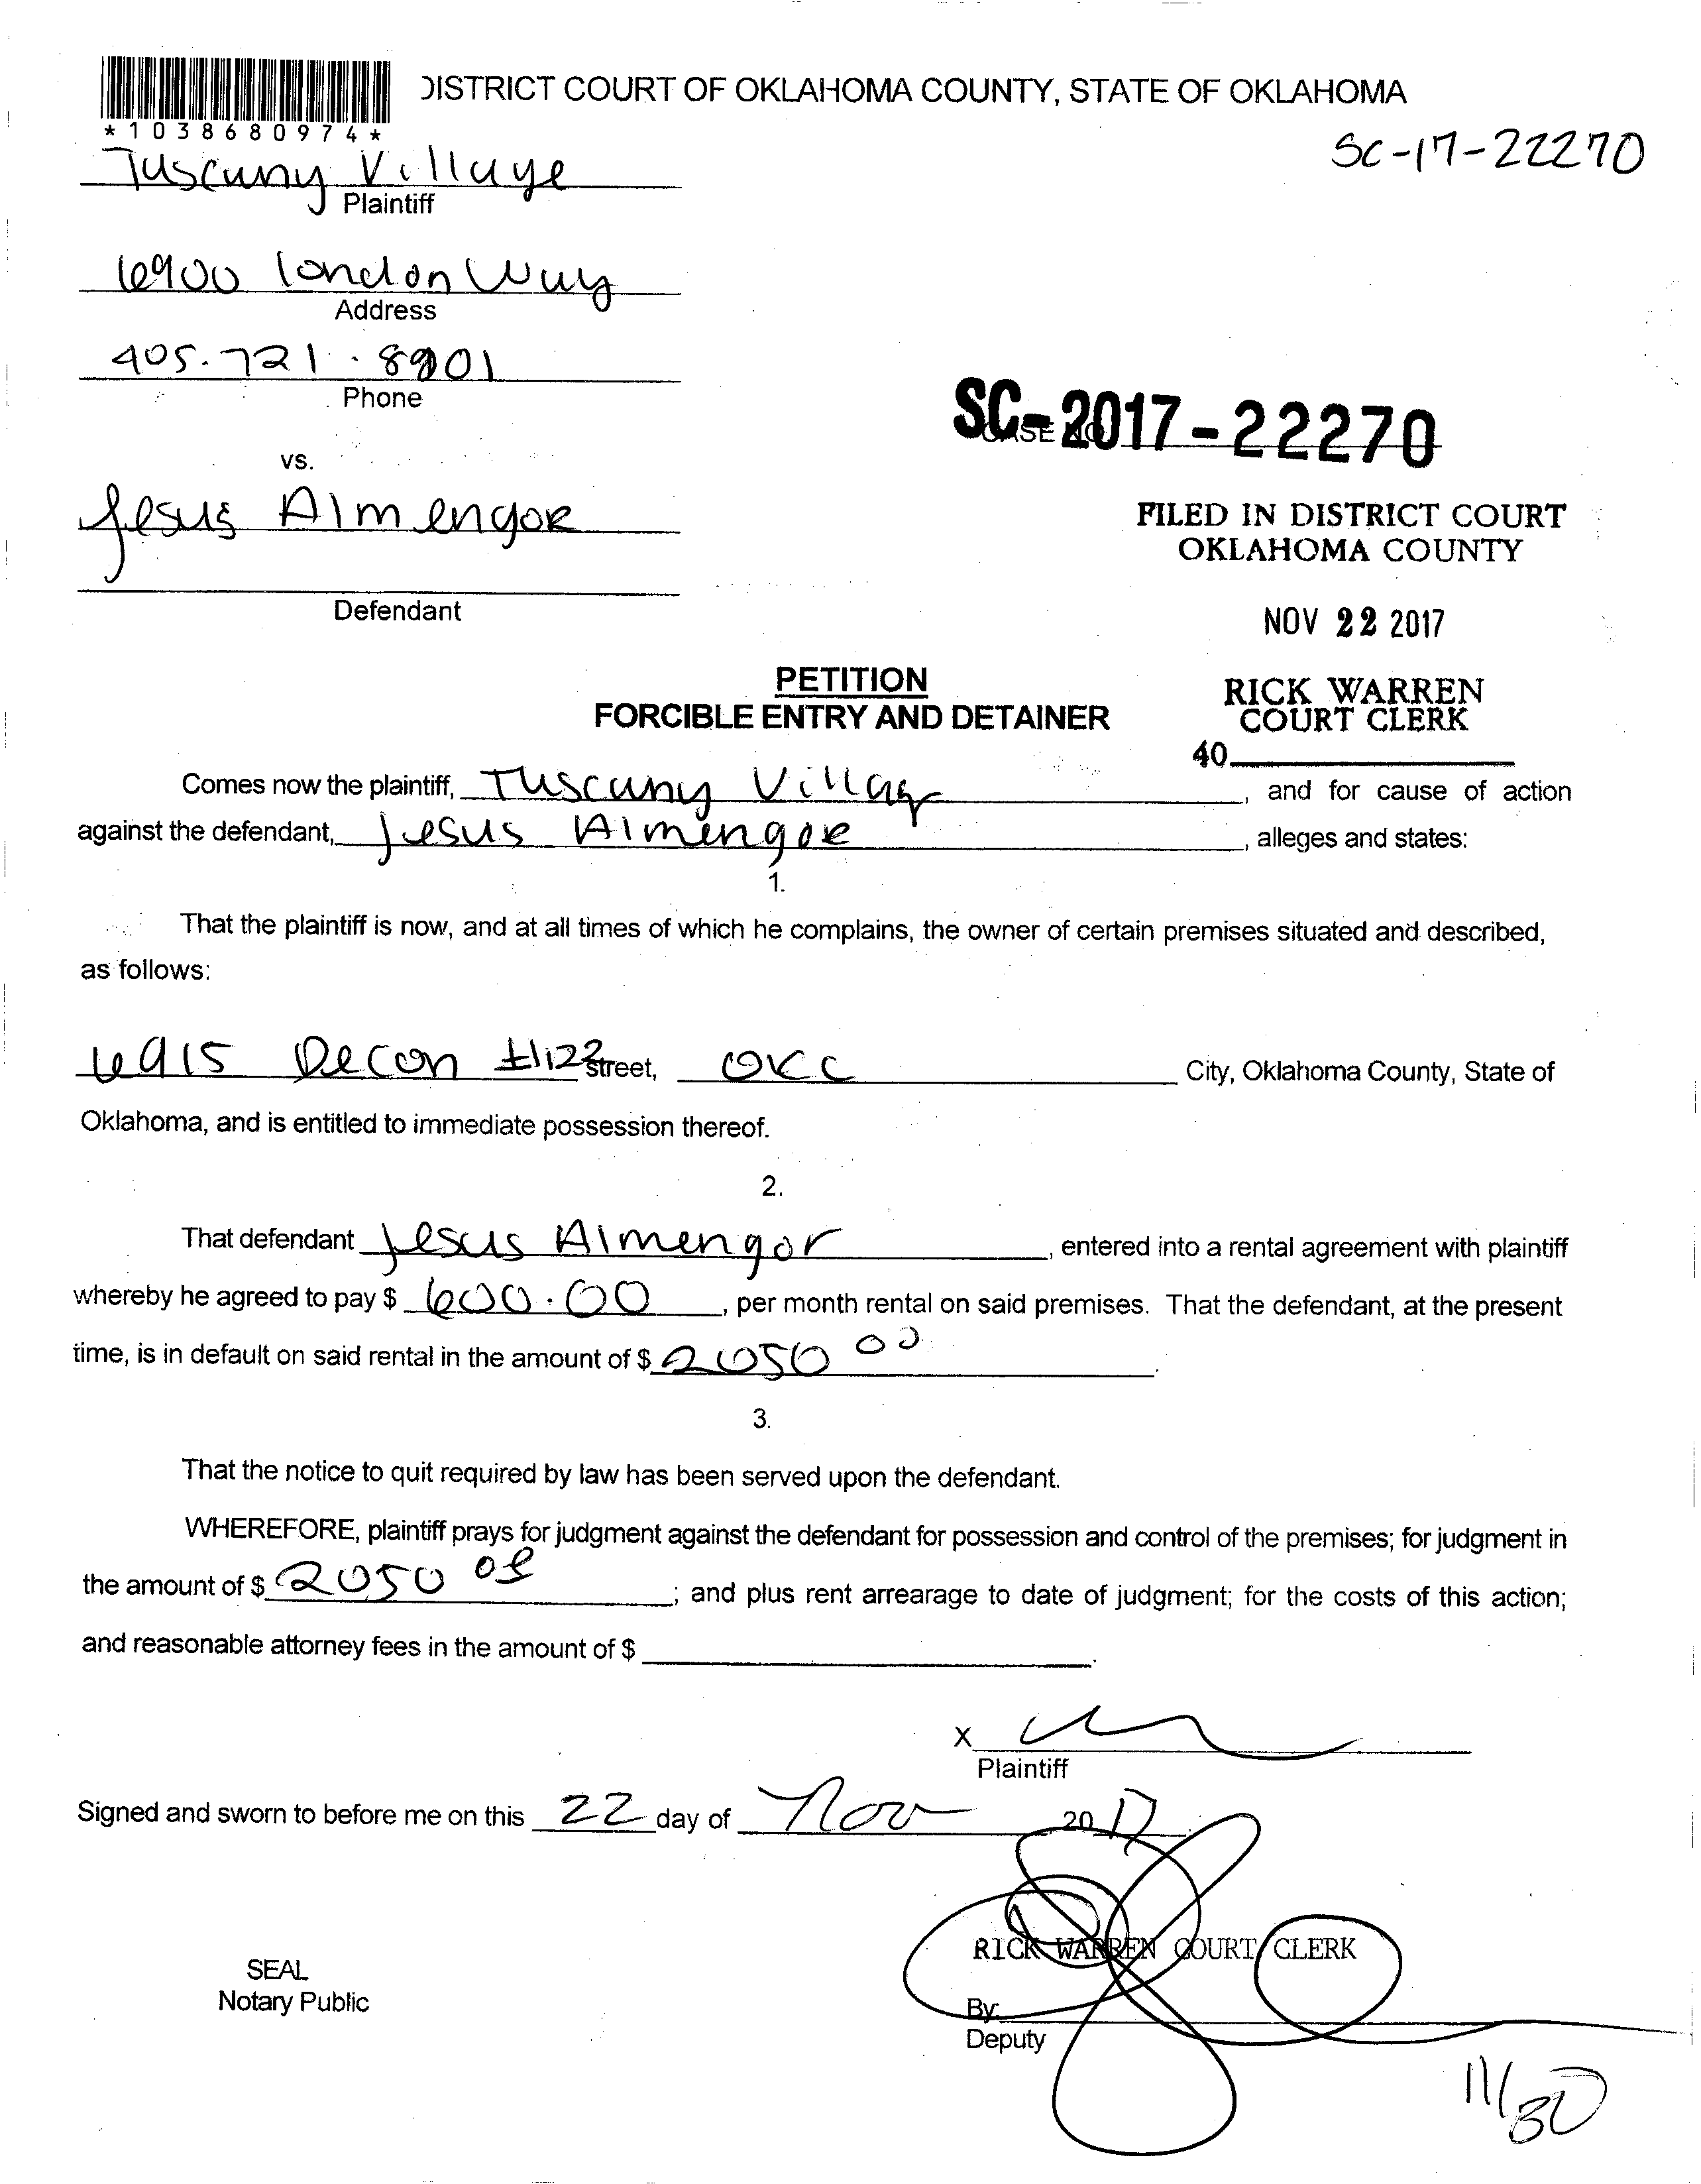 DISTRICT COURT OF OKLAHOMA COUNTY, STATE OF OKLAHOMA
*1038680974*
SC-17-22270
Tuscany Village
Plaintiff
6900 London Way
Address
405.721.8901
Phone
SC-2017-22270
CASE NO
vs.
Jesus Almengor
Defendant
FILED IN DISTRICT COURT
OKLAHOMA COUNTY
NOV 22 2017
RICK WARREN
COURT CLERK
40
PETITION
FORCIBLE ENTRY AND DETAINER
Comes now the plaintiff, Tuscany Village, and for cause of action
against the defendant, Jesus Almengor, alleges and states:
1.
That the plaintiff is now, and at all times of which he complains, the owner of certain premises situated and described,
as follows:
6915 Decon #122 Street, OKC City, Oklahoma County, State of
Oklahoma, and is entitled to immediate possession thereof.
2.
That defendant Jesus Almengor, entered into a rental agreement with plaintiff
whereby he agreed to pay $ 600.00, per month rental on said premises. That the defendant, at the present
time, is in default on said rental in the amount of $ 2050 00.
3.
That the notice to quit required by law has been served upon the defendant.
WHEREFORE, plaintiff prays for judgment against the defendant for possession and control of the premises; for judgment in
the amount of $ 2050 00; and plus rent arrearage to date of judgment; for the costs of this action;
and reasonable attorney fees in the amount of $
X
Plaintiff
Signed and sworn to before me on this 22 day of Nov 2017
RICK WARREN COURT CLERK
SEAL
Notary Public
By:
Deputy
11/30